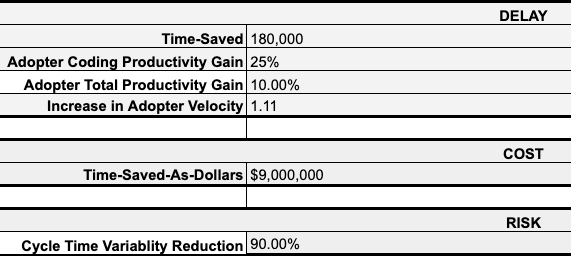 DELAY
Time-Saved 180,000
Adopter Coding Productivity Gain 25%
Adopter Total Productivity Gain 10.00%
Increase in Adopter Velocity 1.11
COST
Time-Saved-As-Dollars $9,000,000
RISK
Cycle Time Variablity Reduction 90.00%